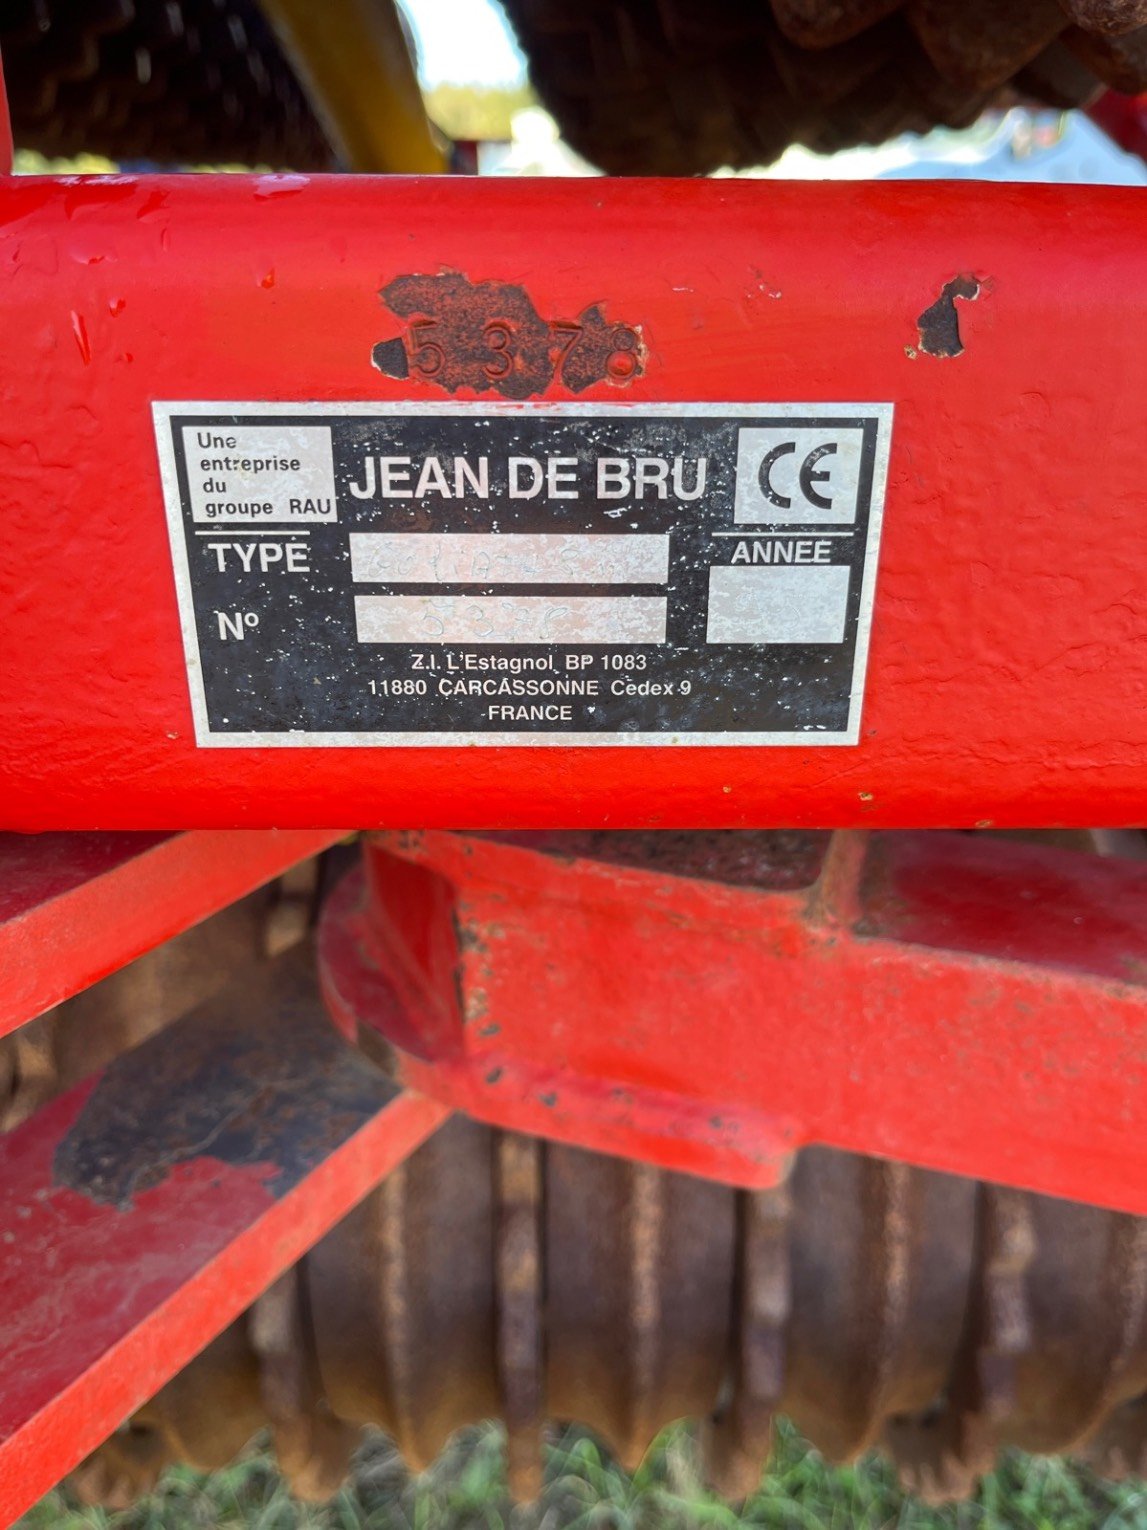 5378
Une
entreprise
du
groupe RAU
JEAN DE BRU
CE
TYPE
ANNEE
Nº
Z.I. L'Estagnol BP 1083
11880 CARCASSONNE Cedex 9
FRANCE